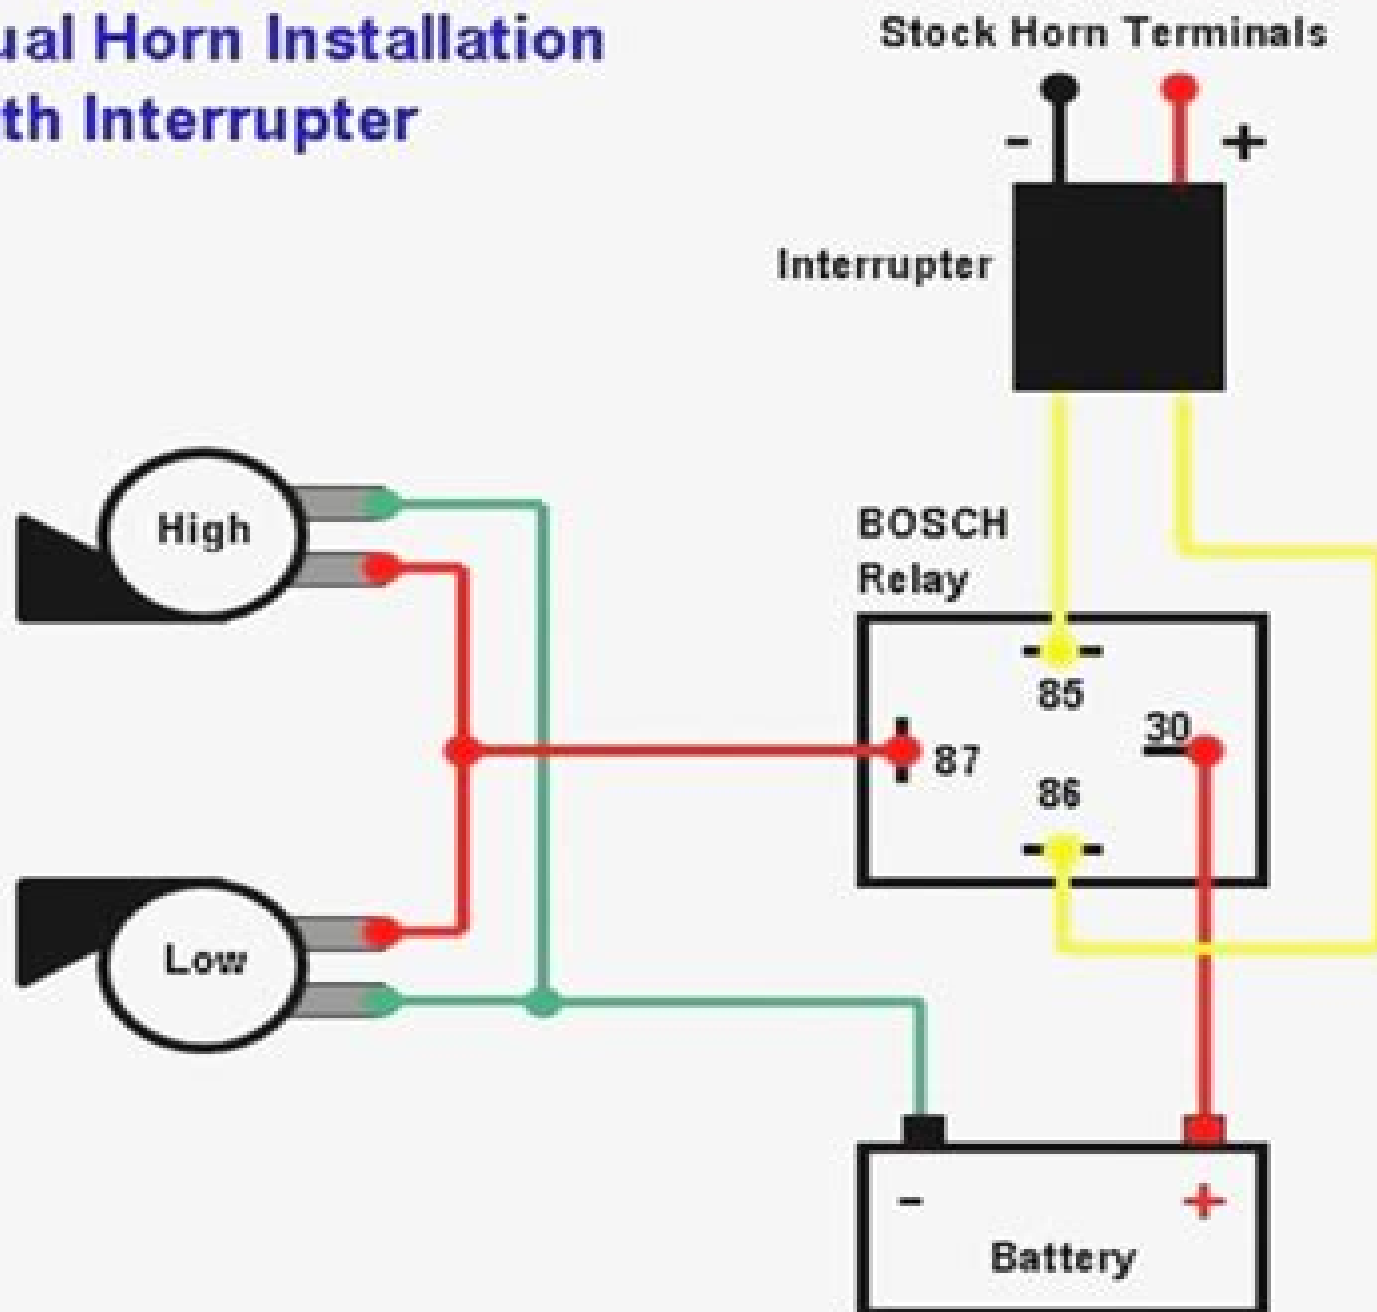 ual Horn Installation
th Interrupter
Stock Horn Terminals
- +
Interrupter
High
BOSCH
Relay
85
30
87
86
Low
- +
Battery